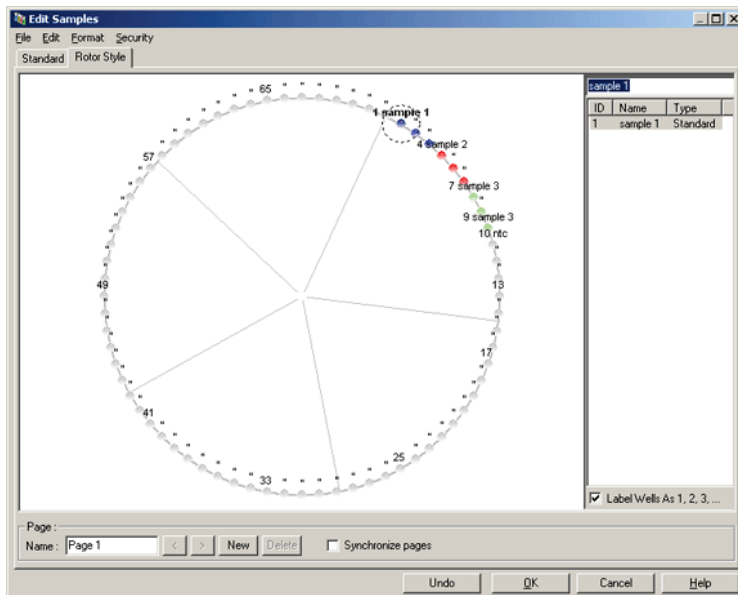 Edit Samples
File Edit Format Security
Standard Rotor Style
65
1 sample 1
4 sample 2
57
7 sample 3
9 sample 3
10 ntc
49
13
17
41
25
33
sample 1
ID Name Type
1 sample 1 Standard
Label Wells As 1, 2, 3, ...
Page :
Name : Page 1 < > New Delete Synchronize pages
Undo OK Cancel Help